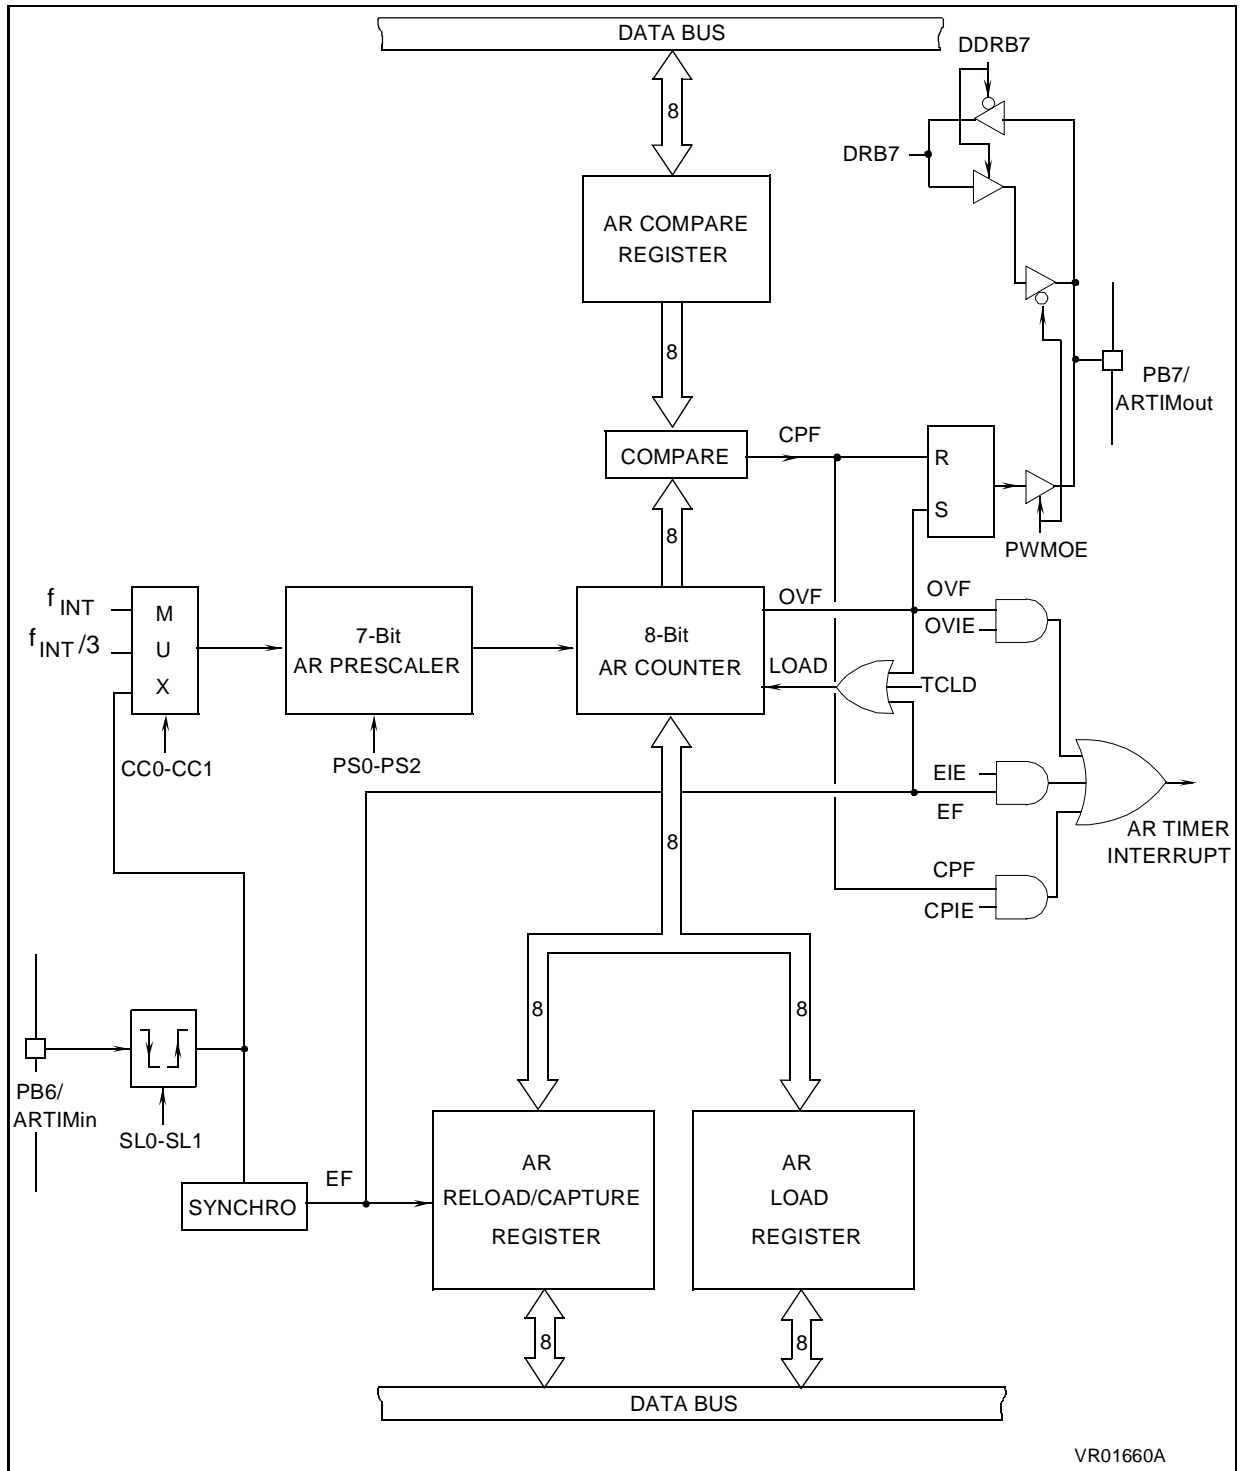 DATA BUS
DDRB7
8
DRB7
AR COMPARE
REGISTER
8
PB7/
ARTIMout
CPF
COMPARE
R
S
8
PWMOE
f INT
f INT /3
M
U
X
7-Bit
AR PRESCALER
8-Bit
AR COUNTER
OVF
OVF
OVIE
LOAD
TCLD
CC0-CC1
PS0-PS2
EIE
EF
AR TIMER
INTERRUPT
8
CPF
CPIE
8
8
PB6/
ARTIMin
SL0-SL1
SYNCHRO
EF
AR
RELOAD/CAPTURE
REGISTER
AR
LOAD
REGISTER
8
8
DATA BUS
VR01660A